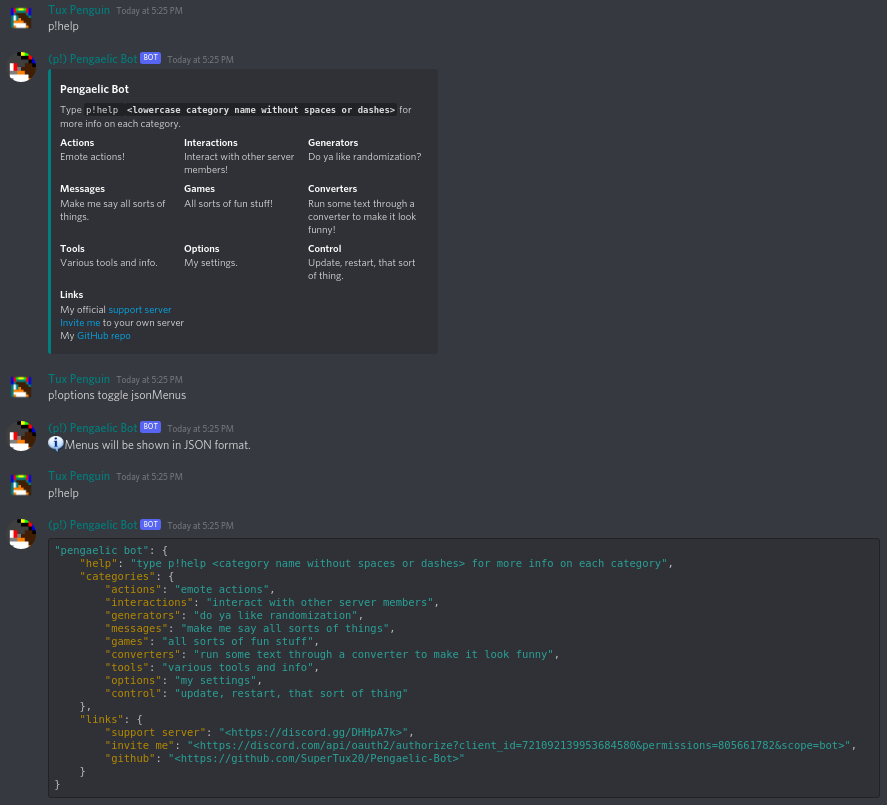 Tux Penguin Today at 5:25 PM
p!help
(p!) Pengaelic Bot BOT Today at 5:25 PM
Pengaelic Bot
Type p!help <lowercase category name without spaces or dashes> for
more info on each category.
Actions
Emote actions!
Interactions
Interact with other server
members!
Generators
Do ya like randomization?
Messages
Make me say all sorts of
things.
Games
All sorts of fun stuff!
Converters
Run some text through a
converter to make it look
funny!
Tools
Various tools and info.
Options
My settings.
Control
Update, restart, that sort
of thing.
Links
My official support server
Invite me to your own server
My GitHub repo
Tux Penguin Today at 5:25 PM
p!options toggle jsonMenus
(p!) Pengaelic Bot BOT Today at 5:25 PM
Menus will be shown in JSON format.
Tux Penguin Today at 5:25 PM
p!help
(p!) Pengaelic Bot BOT Today at 5:25 PM
"pengaelic bot": {
    "help": "type p!help <category name without spaces or dashes> for more info on each category",
    "categories": {
        "actions": "emote actions",
        "interactions": "interact with other server members",
        "generators": "do ya like randomization",
        "messages": "make me say all sorts of things",
        "games": "all sorts of fun stuff",
        "converters": "run some text through a converter to make it look funny",
        "tools": "various tools and info",
        "options": "my settings",
        "control": "update, restart, that sort of thing"
    },
    "links": {
        "support server": "<https://discord.gg/DHHpA7k>",
        "invite me": "<https://discord.com/api/oauth2/authorize?client_id=721092139953684580&permissions=805661782&scope=bot>",
        "github": "<https://github.com/SuperTux20/Pengaelic-Bot>"
    }
}